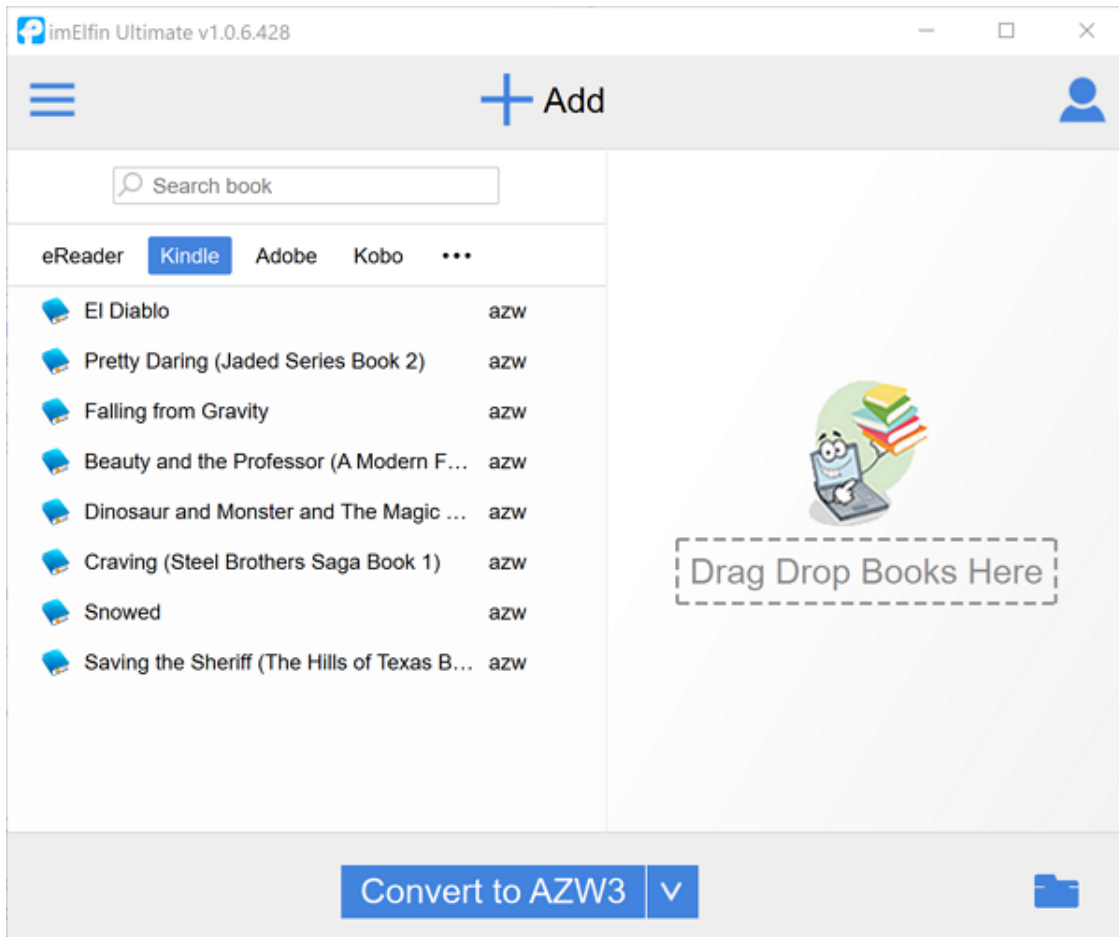 imElfin Ultimate v1.0.6.428
Add
Search book
eReader Kindle Adobe Kobo •••
El Diablo azw
Pretty Daring (Jaded Series Book 2) azw
Falling from Gravity azw
Beauty and the Professor (A Modern F... azw
Dinosaur and Monster and The Magic ... azw
Craving (Steel Brothers Saga Book 1) azw
Snowed azw
Saving the Sheriff (The Hills of Texas B... azw
Drag Drop Books Here
Convert to AZW3